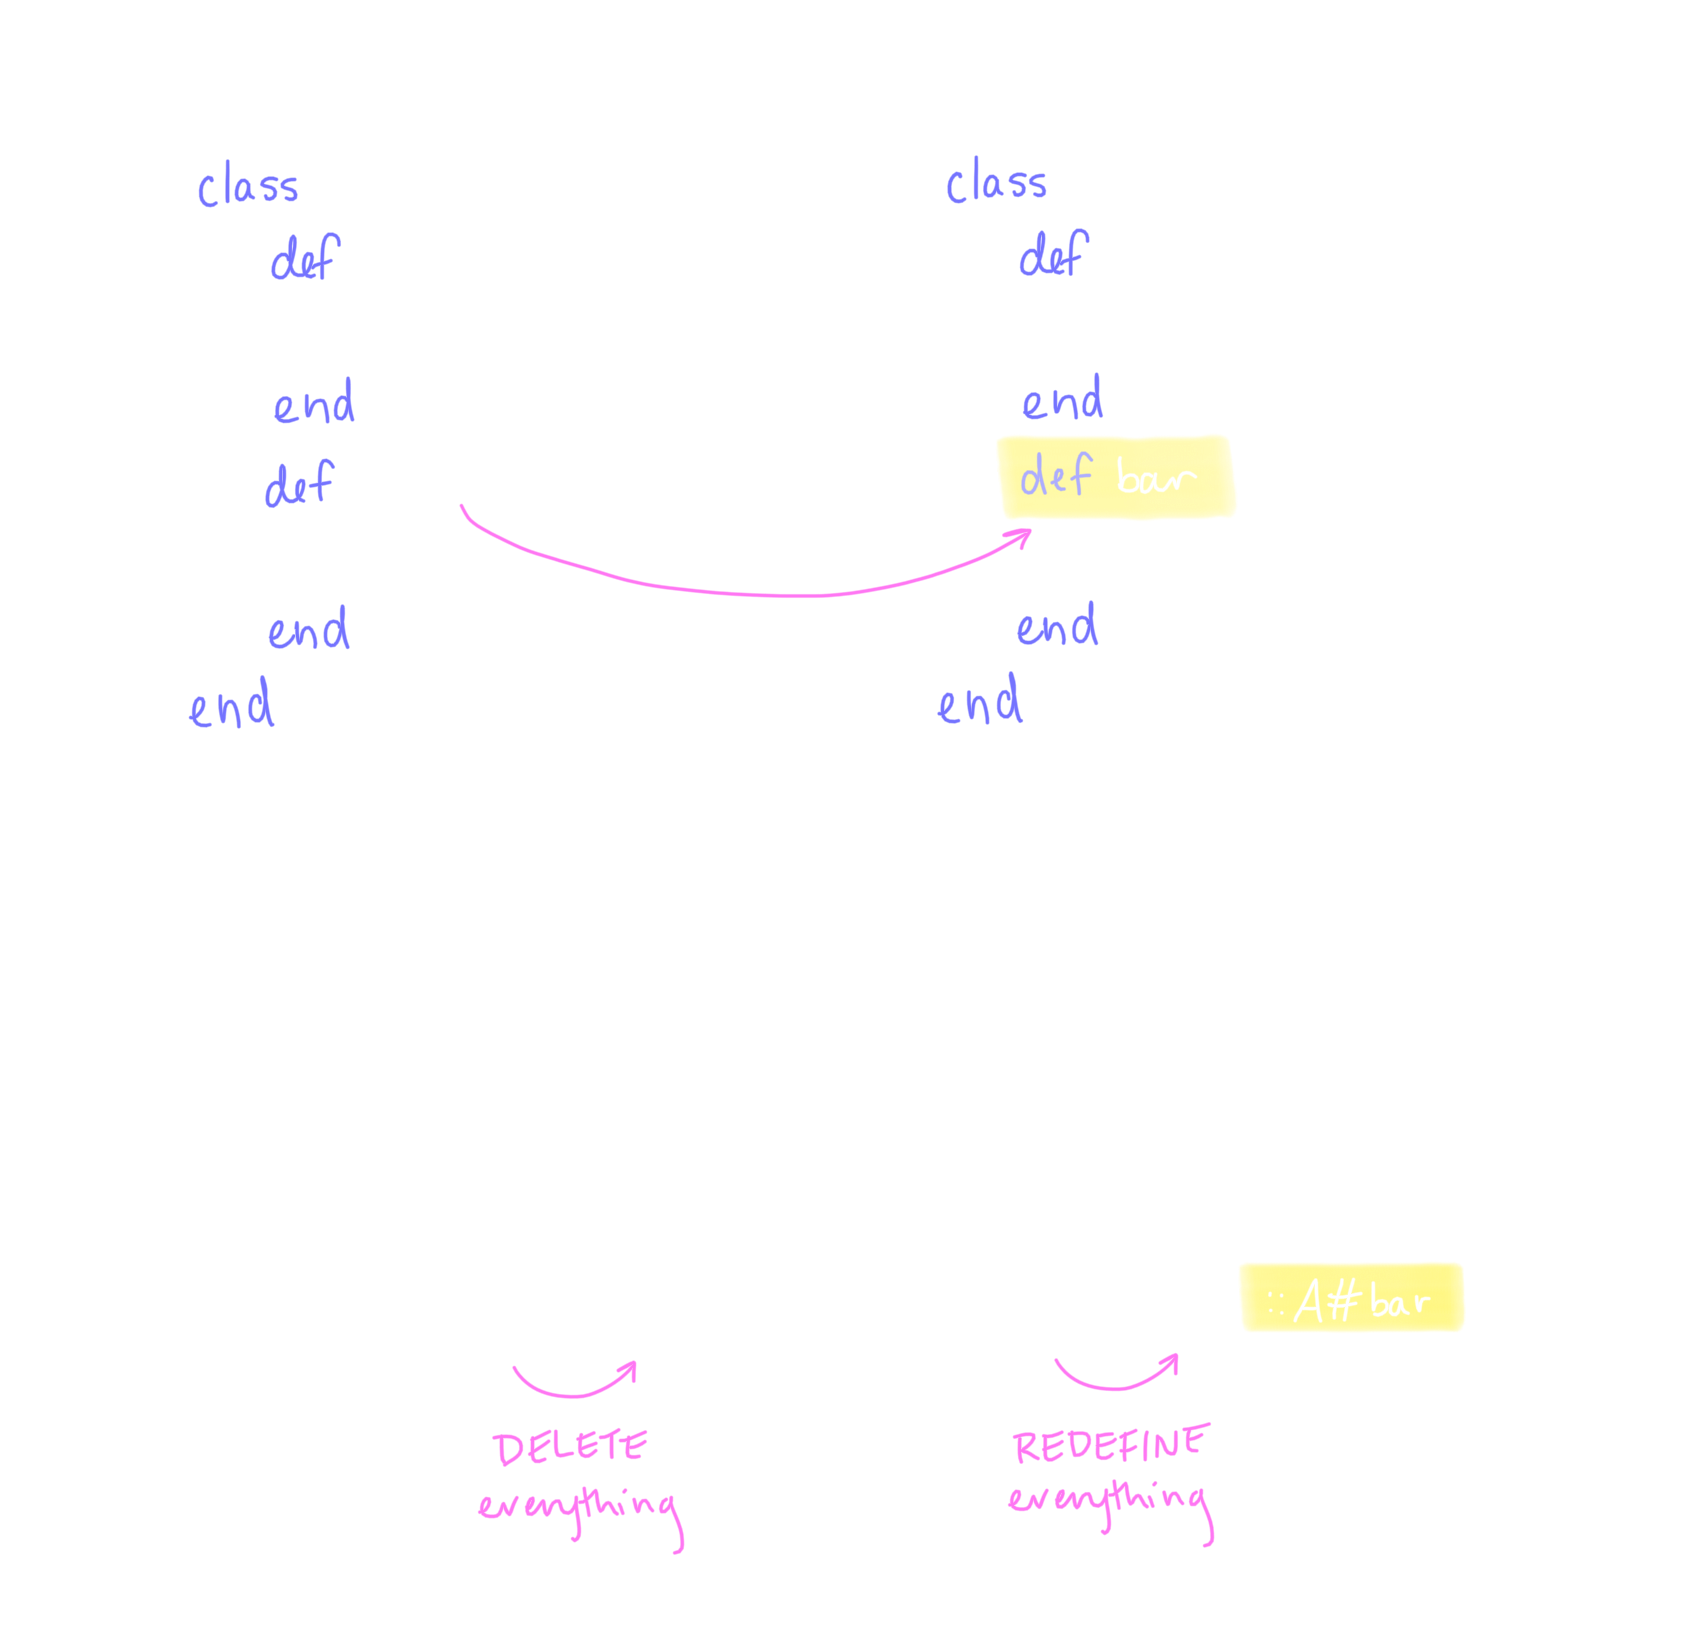 class
def
end
def
end
end
class
def
end
def bar
end
end
::A#bar
DELETE
everything
REDEFINE
everything